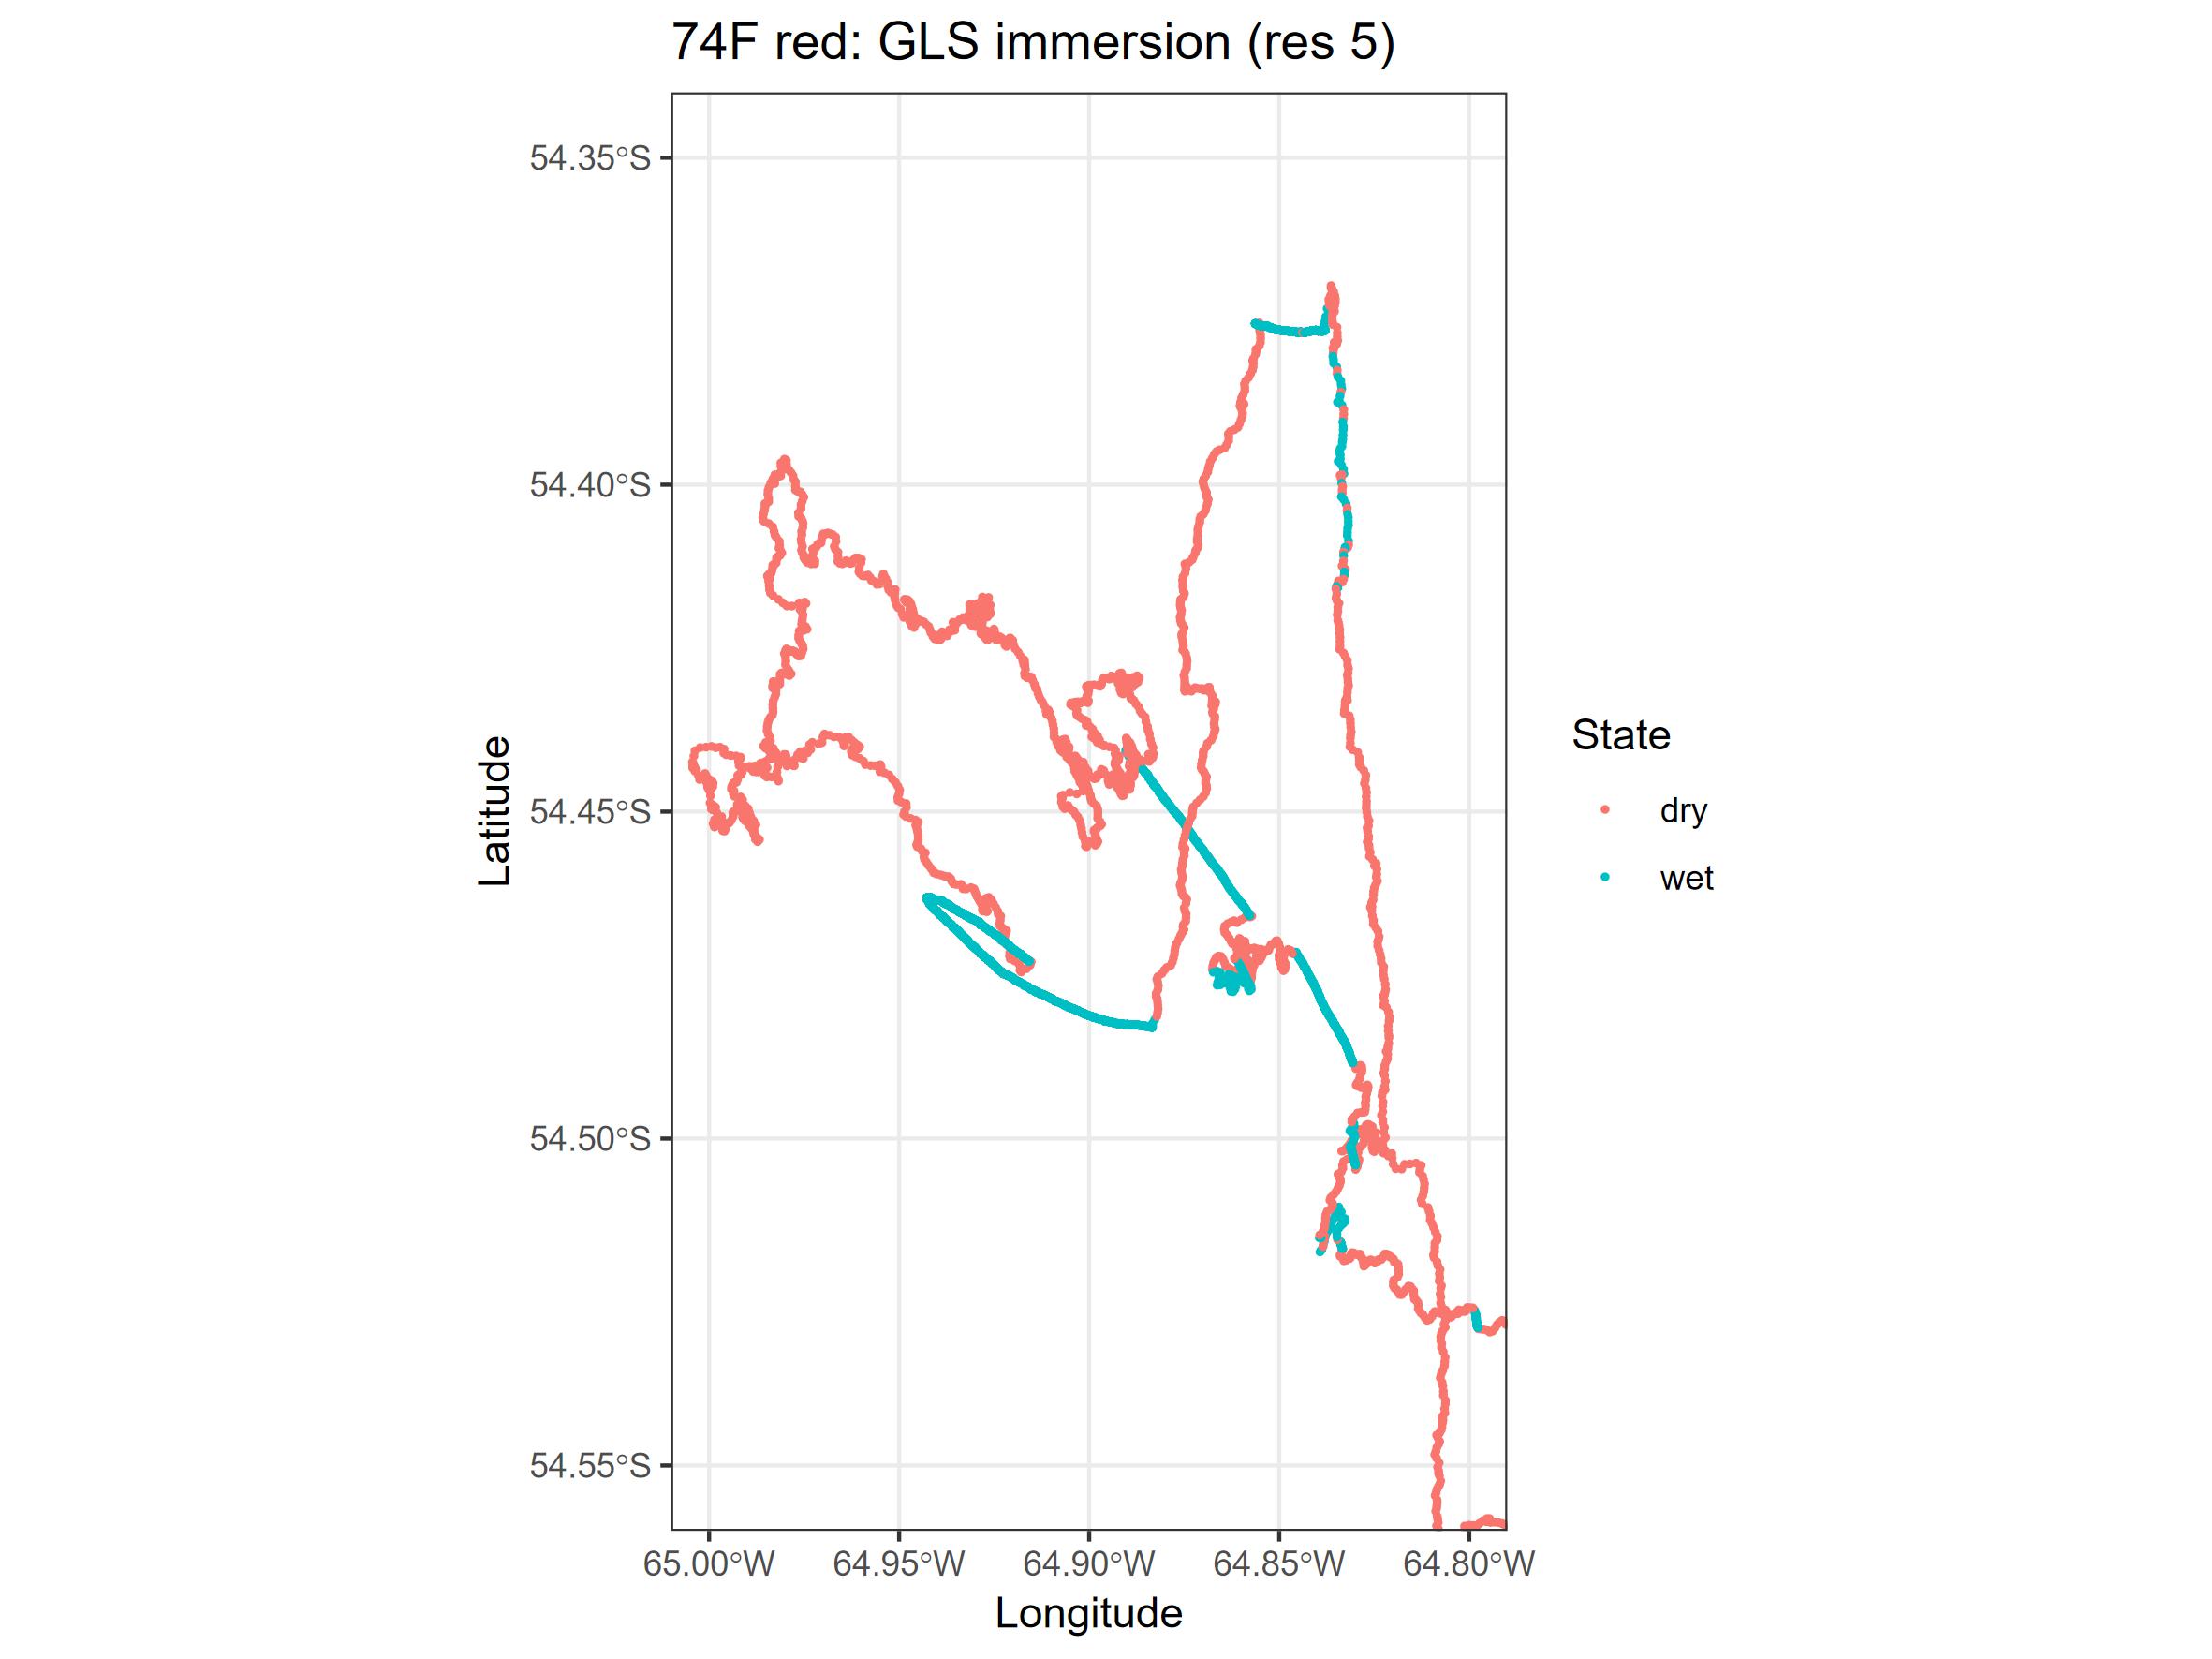 74F red: GLS immersion (res 5)
54.35°S
54.40°S
54.45°S
54.50°S
54.55°S
Latitude
65.00°W 64.95°W 64.90°W 64.85°W 64.80°W
Longitude
State
dry
wet